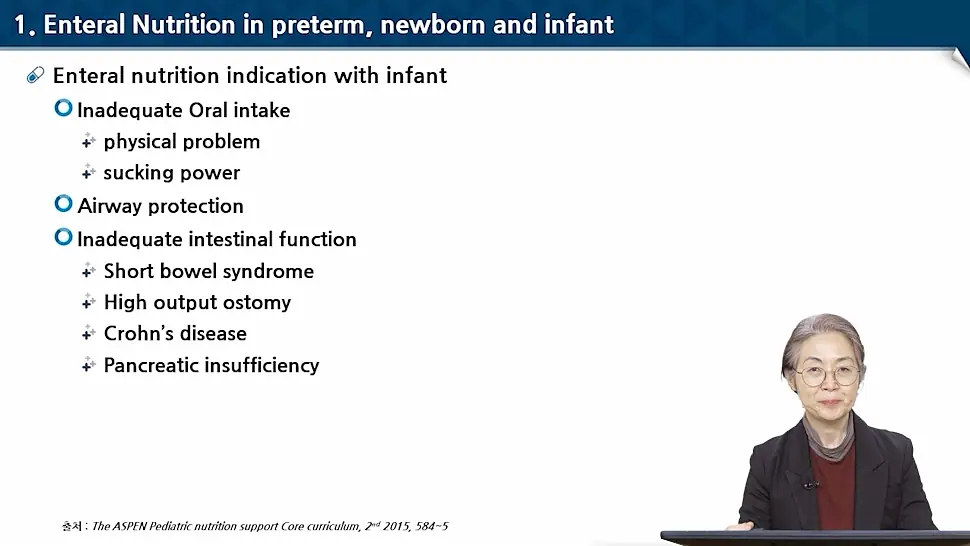 1. Enteral Nutrition in preterm, newborn and infant
Enteral nutrition indication with infant
Inadequate Oral intake
physical problem
sucking power
Airway protection
Inadequate intestinal function
Short bowel syndrome
High output ostomy
Crohn's disease
Pancreatic insufficiency
출처 : The ASPEN Pediatric nutrition support Core curriculum, 2nd 2015, 584~5